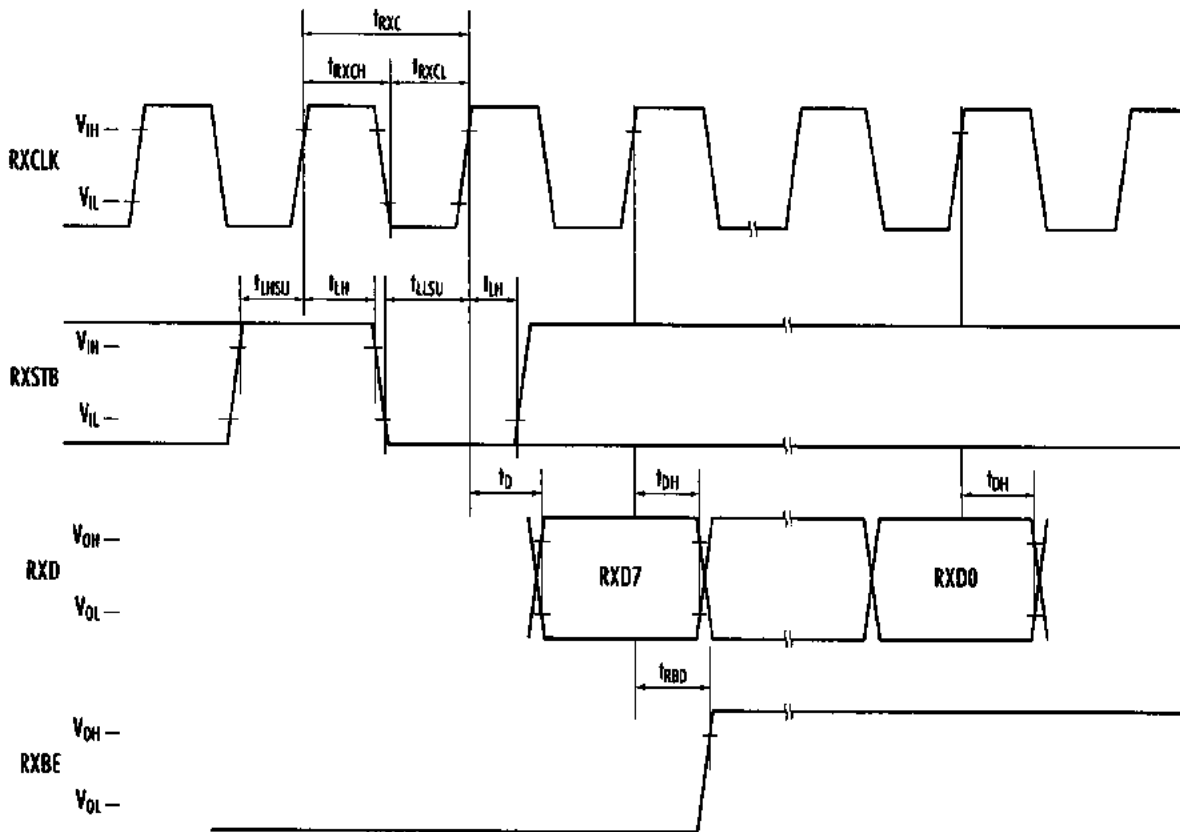 tRXC
tRXCH tRXCL
VIH
RXCLK
VIL
tLHSU tLH tLLSU tLH
VIH
RXSTB
VIL
tD tDH tDH
VOH
RXD RXD7 RXD0
VOL
tRBD
VOH
RXBE
VOL